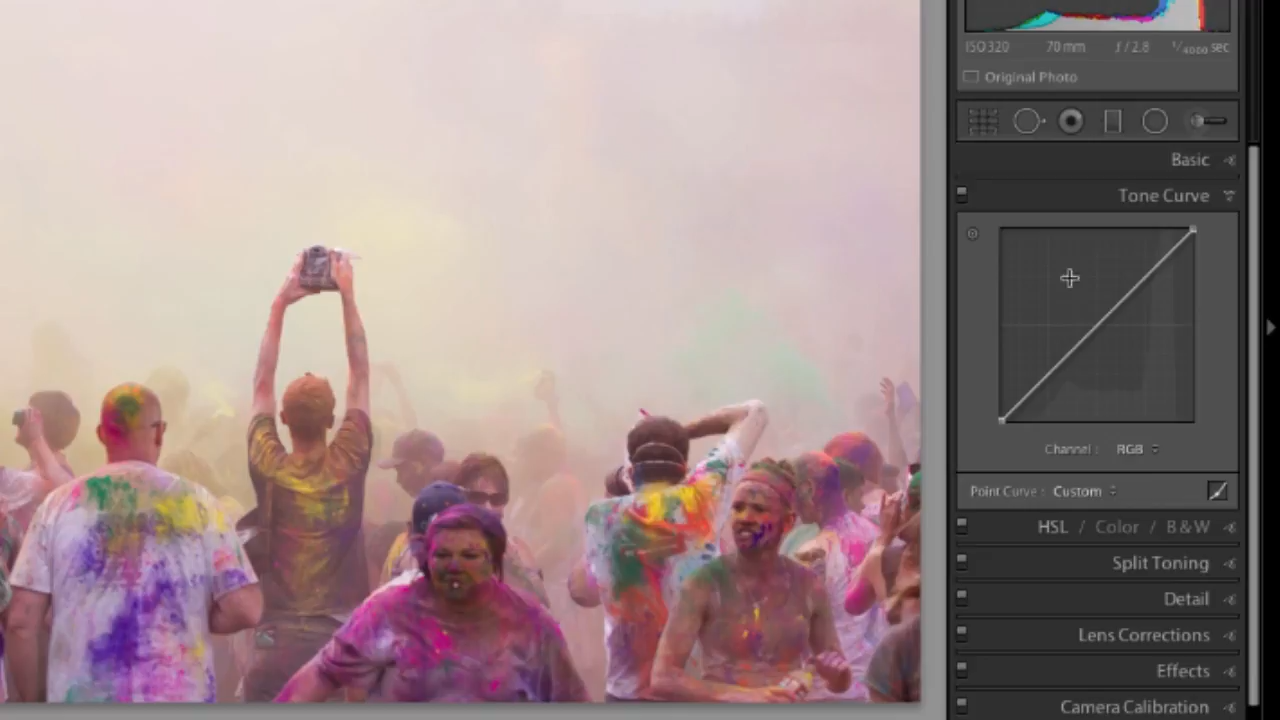 ISO 320 70 mm f / 2.8 1/4000 sec
Original Photo
Basic
Tone Curve
Channel : RGB
Point Curve : Custom
HSL / Color / B & W
Split Toning
Detail
Lens Corrections
Effects
Camera Calibration